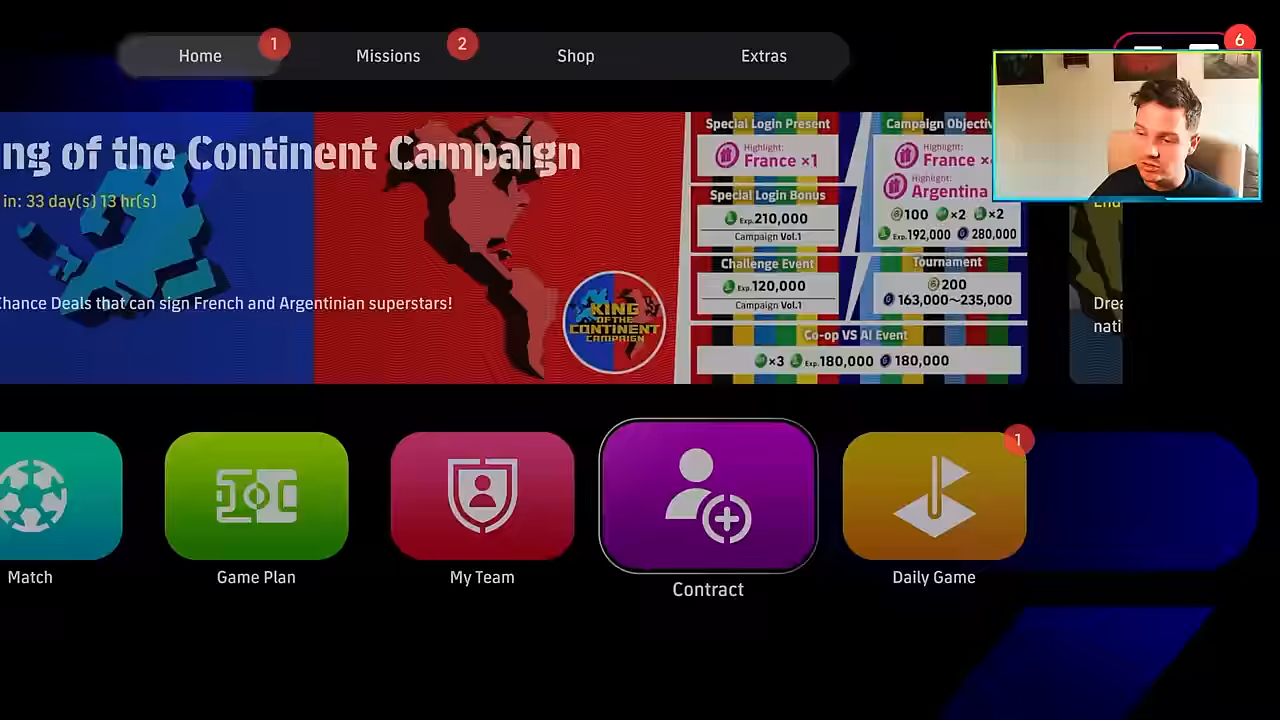 Home
1
Missions
2
Shop
Extras
6
ng of the Continent Campaign
in: 33 day(s) 13 hr(s)
Chance Deals that can sign French and Argentinian superstars!
KING
OF THE
CONTINENT
CAMPAIGN
Special Login Present
Highlight:
France ×1
Special Login Bonus
Exp. 210,000
Campaign Vol.1
Challenge Event
Exp. 120,000
Campaign Vol.1
Campaign Objectiv
Highlight:
France ×
Highlight:
Argentina
100 ×2 ×2
Exp. 192,000 280,000
Tournament
200
163,000~235,000
Co-op VS AI Event
×3 Exp. 180,000 180,000
Drea
nati
Match
Game Plan
My Team
Contract
1
Daily Game